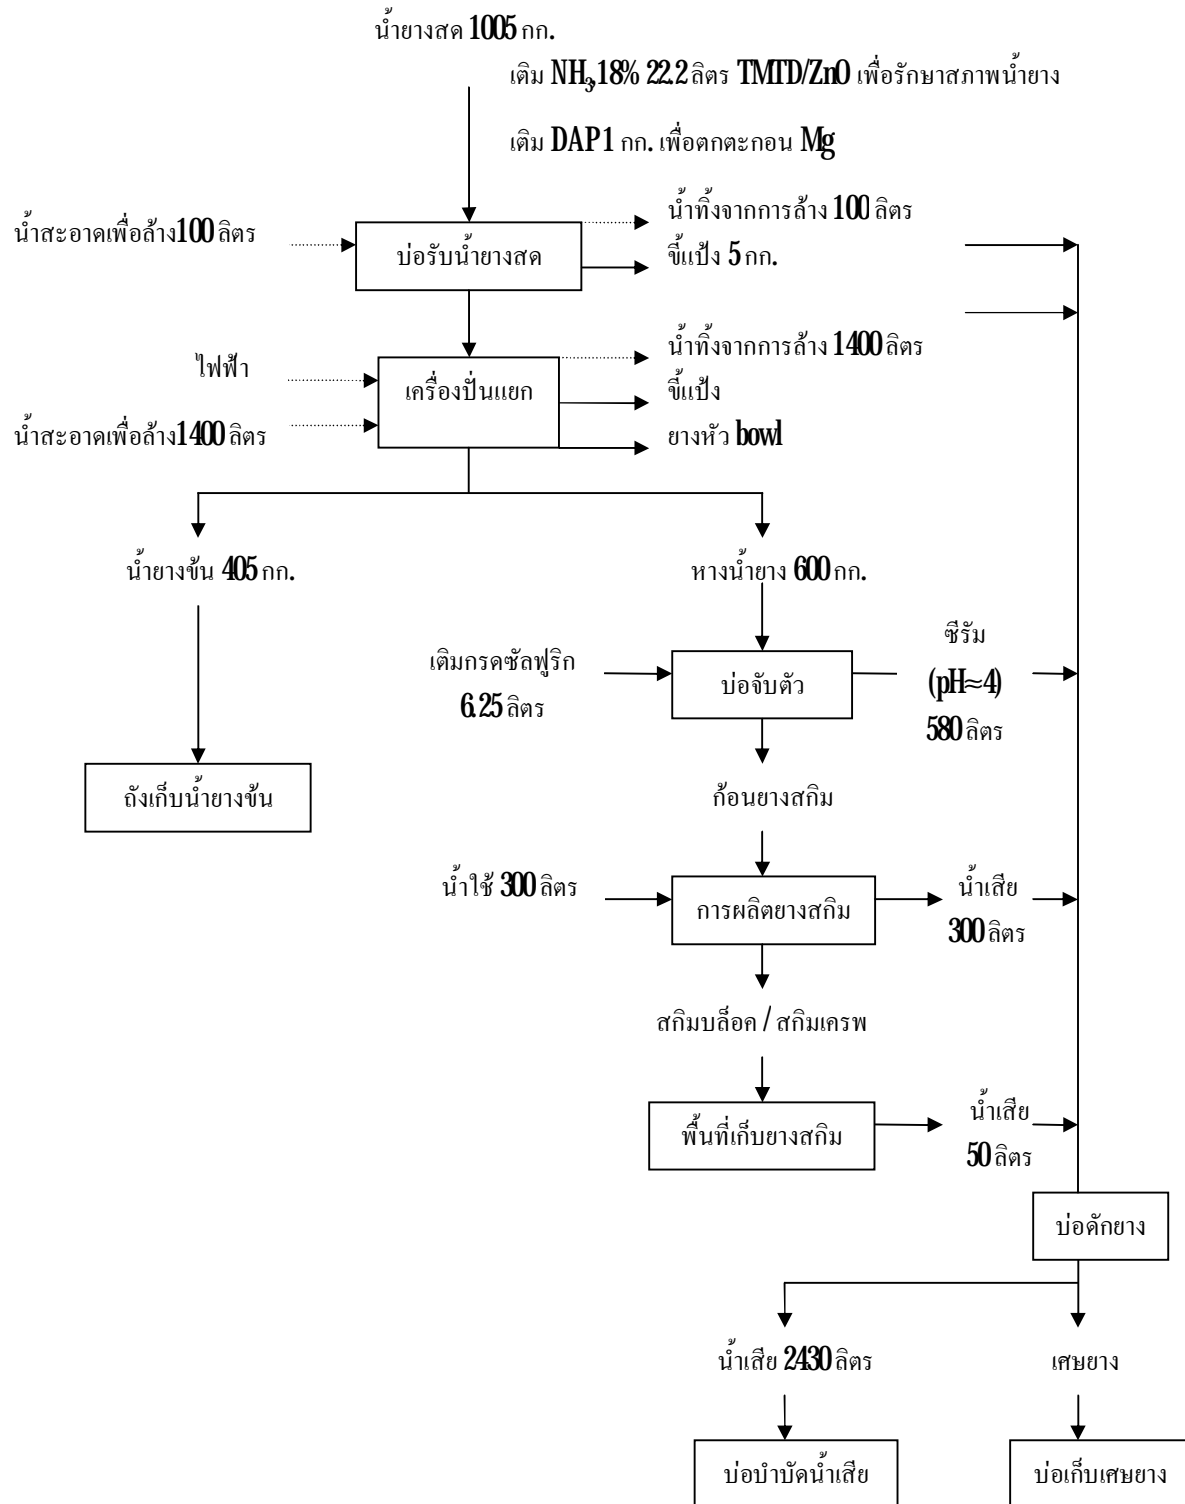 น้ำยางสด 1005 กก.
เติม NH3,18% 22.2 ลิตร TMTD/ZnO เพื่อรักษาสภาพน้ำยาง
เติม DAP 1 กก. เพื่อตกตะกอน Mg
น้ำสะอาดเพื่อล้าง 100 ลิตร
บ่อรับน้ำยางสด
น้ำทิ้งจากการล้าง 100 ลิตร
ขี้แป้ง 5 กก.
ไฟฟ้า
น้ำสะอาดเพื่อล้าง 1400 ลิตร
เครื่องปั่นแยก
น้ำทิ้งจากการล้าง 1400 ลิตร
ขี้แป้ง
ยางหัว bowl
น้ำยางข้น 405 กก.
หางน้ำยาง 600 กก.
เติมกรดซัลฟูริก
6.25 ลิตร
บ่อจับตัว
ซีรัม
(pH≈4)
580 ลิตร
ถังเก็บน้ำยางข้น
ก้อนยางสกิม
น้ำใช้ 300 ลิตร
การผลิตยางสกิม
น้ำเสีย
300 ลิตร
สกิมบล็อค / สกิมเครพ
พื้นที่เก็บยางสกิม
น้ำเสีย
50 ลิตร
บ่อดักยาง
น้ำเสีย 2430 ลิตร
เศษยาง
บ่อบำบัดน้ำเสีย
บ่อเก็บเศษยาง